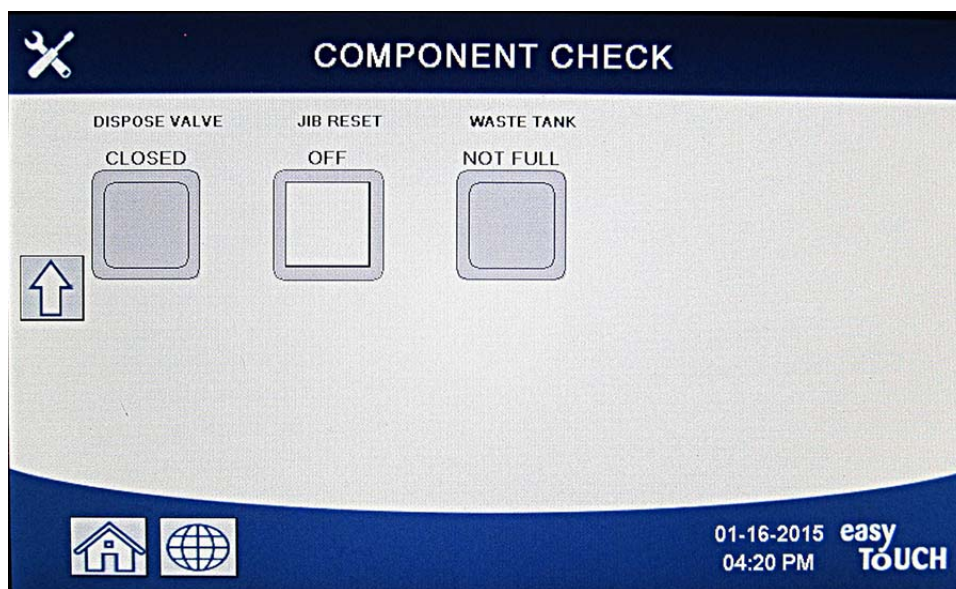 COMPONENT CHECK
DISPOSE VALVE
CLOSED
JIB RESET
OFF
WASTE TANK
NOT FULL
01-16-2015
04:20 PM
easy
TOUCH